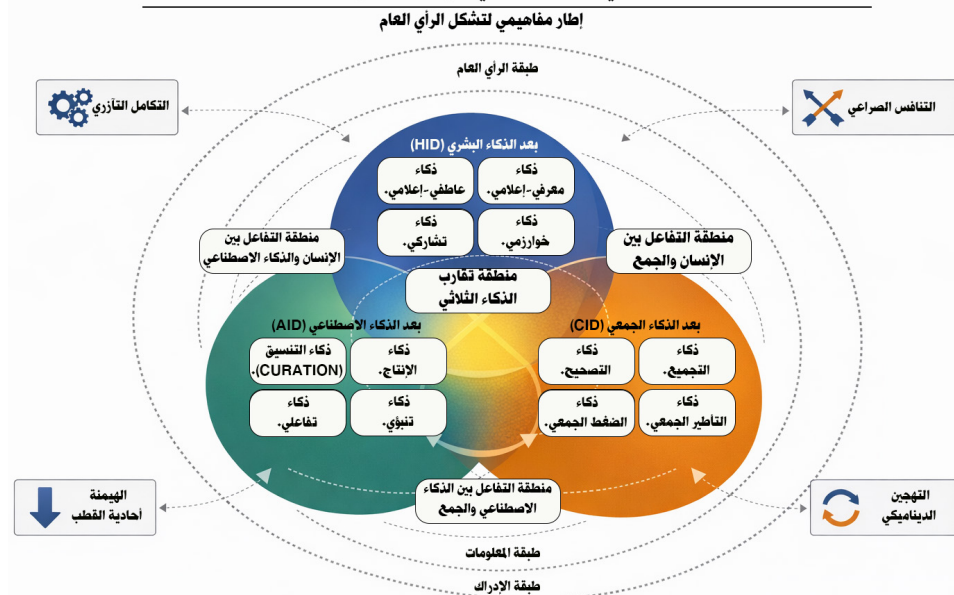 إطار مفاهيمي لتشكل الرأي العام
طبقة الرأي العام
التنافس الصراعي
التكامل التآزري
بعد الذكاء البشري (HID)
ذكاء
معرفي-إعلامي.
ذكاء
عاطفي-إعلامي.
ذكاء
خوارزمي.
ذكاء
تشاركي.
منطقة التفاعل بين
الإنسان والجمع
منطقة التفاعل بين
الإنسان والذكاء الاصطناعي
منطقة تقارب
الذكاء الثلاثي
بعد الذكاء الجمعي (CID)
ذكاء
التجميع.
ذكاء
التصحيح.
ذكاء
التأطير الجمعي.
ذكاء
الضغط الجمعي.
بعد الذكاء الاصطناعي (AID)
ذكاء
الإنتاج.
ذكاء التنسيق
(CURATION).
ذكاء
تنبؤي.
ذكاء
تفاعلي.
منطقة التفاعل بين الذكاء
الاصطناعي والجمع
التهجين
الديناميكي
الهيمنة
أحادية القطب
طبقة المعلومات
طبقة الإدراك